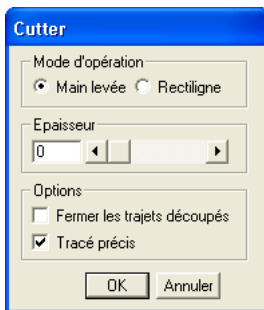 Cutter
Mode d'opération
Main levée Rectiligne
Epaisseur
0
Options
Fermer les trajets découpés
Tracé précis
OK Annuler